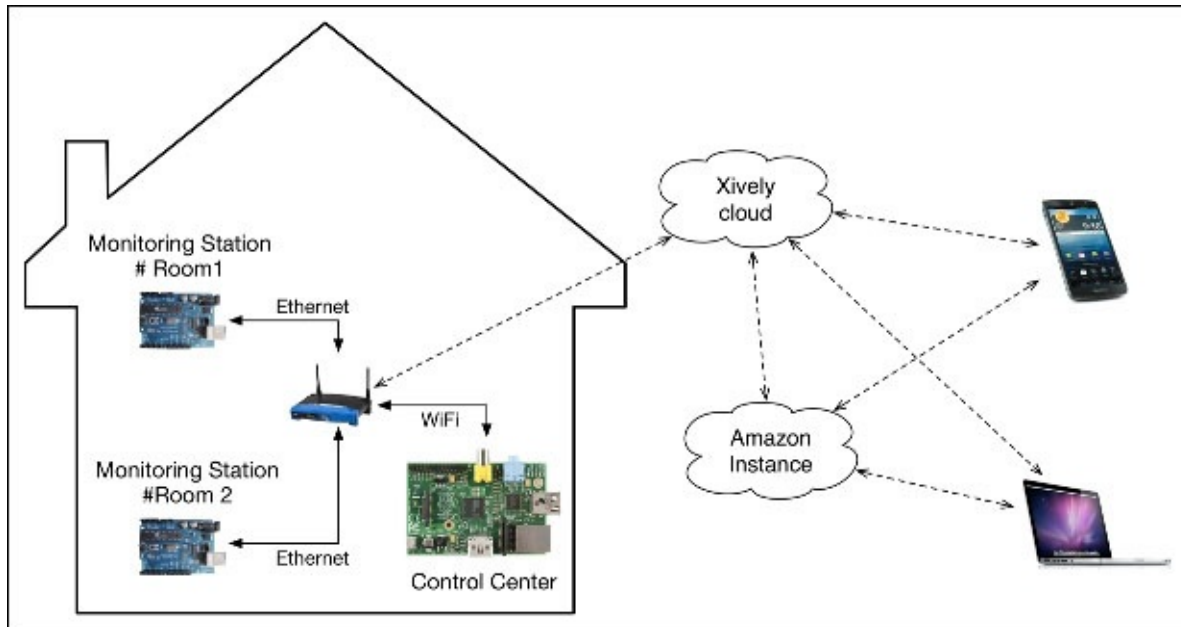 Monitoring Station
# Room1
Ethernet
WiFi
Monitoring Station
#Room 2
Ethernet
Control Center
Xively
cloud
Amazon
Instance